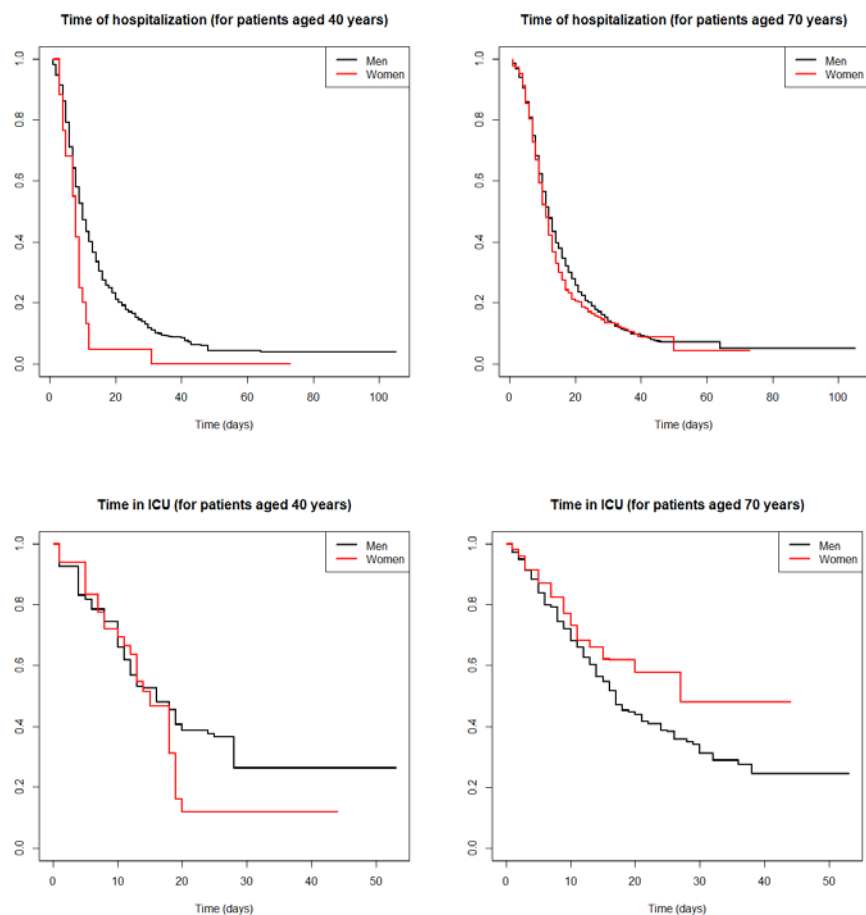 Time of hospitalization (for patients aged 40 years)
Men
Women
1.0
0.8
0.6
0.4
0.2
0.0
0 20 40 60 80 100
Time (days)
Time of hospitalization (for patients aged 70 years)
Men
Women
1.0
0.8
0.6
0.4
0.2
0.0
0 20 40 60 80 100
Time (days)
Time in ICU (for patients aged 40 years)
Men
Women
1.0
0.8
0.6
0.4
0.2
0.0
0 10 20 30 40 50
Time (days)
Time in ICU (for patients aged 70 years)
Men
Women
1.0
0.8
0.6
0.4
0.2
0.0
0 10 20 30 40 50
Time (days)